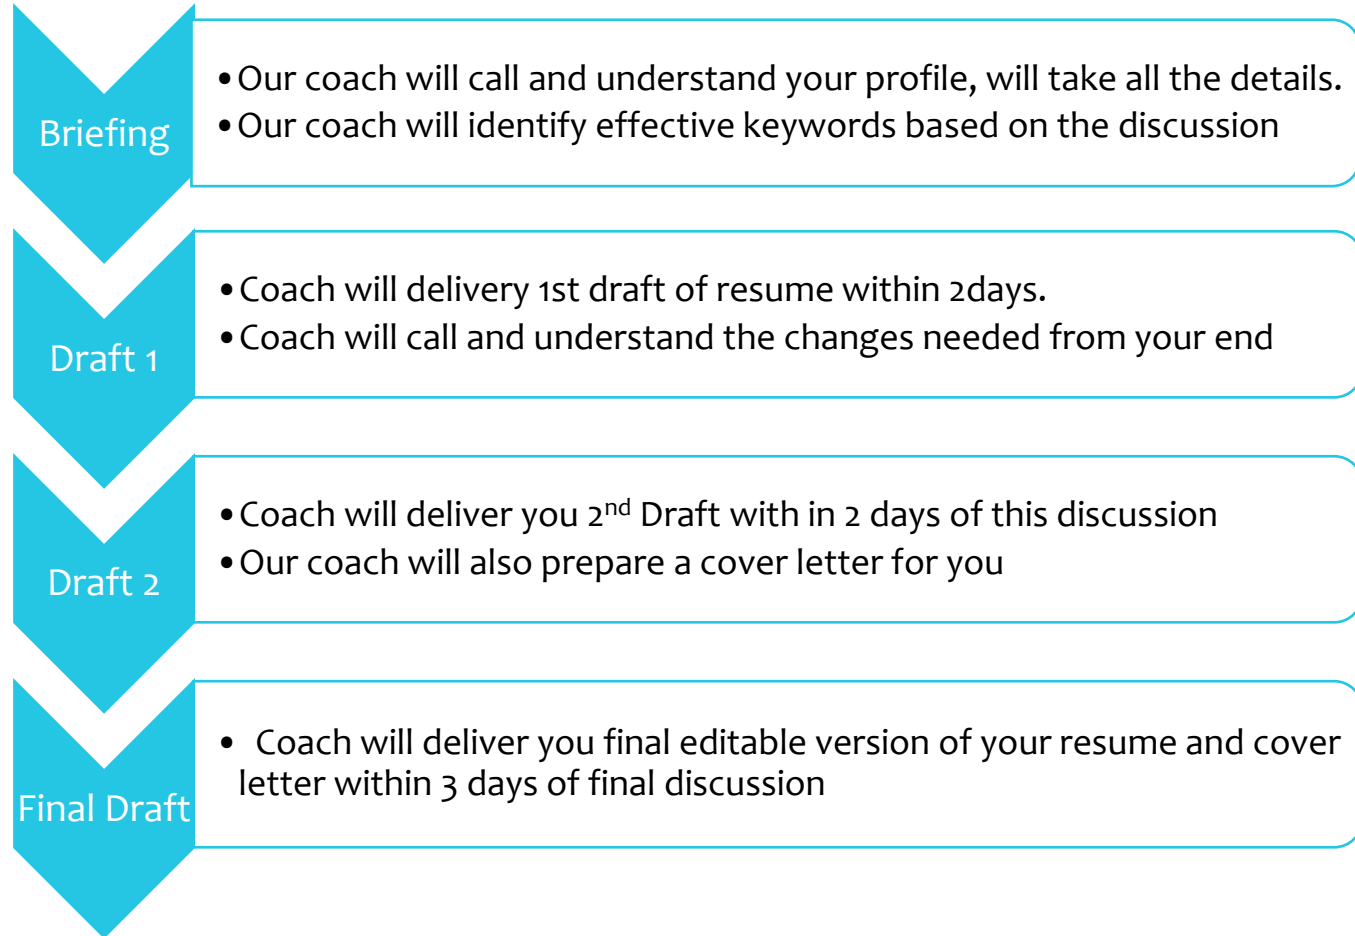 Briefing
•Our coach will call and understand your profile, will take all the details.
•Our coach will identify effective keywords based on the discussion
Draft 1
•Coach will delivery 1st draft of resume within 2days.
•Coach will call and understand the changes needed from your end
Draft 2
•Coach will deliver you 2nd Draft with in 2 days of this discussion
•Our coach will also prepare a cover letter for you
Final Draft
• Coach will deliver you final editable version of your resume and cover
letter within 3 days of final discussion